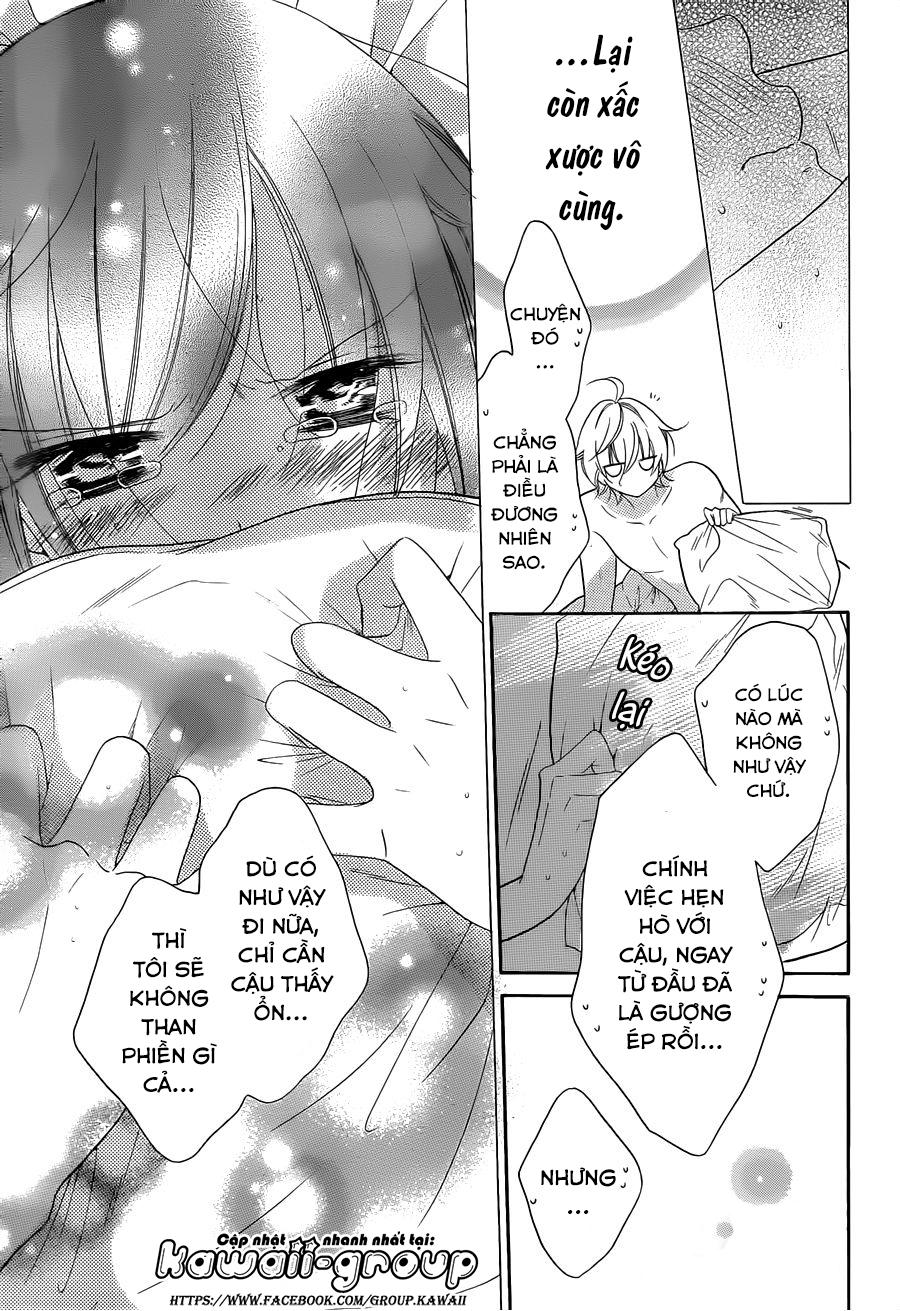 ...Lại
còn xấc
xược vô
cùng.
CHUYỆN
ĐÓ
...
CHẲNG
PHẢI LÀ
ĐIỀU
ĐƯƠNG
NHIÊN
SAO.
Kéo
lại
CÓ LÚC
NÀO MÀ
KHÔNG
NHƯ VẬY
CHỨ.
CHÍNH
VIỆC HẸN
HÒ VỚI
CẬU, NGAY
TỪ ĐẦU ĐÃ
LÀ GƯỢNG
ÉP RỒI...
NHƯNG
...
DÙ CÓ
NHƯ VẬY
ĐI NỮA,
CHỈ CẦN
CẬU THẤY
ỔN...
THÌ
TÔI SẼ
KHÔNG
THAN
PHIỀN GÌ
CẢ...
Cập nhật nhanh nhất tại:
kawaii-group
HTTPS://WWW.FACEBOOK.COM/GROUP.KAWAII